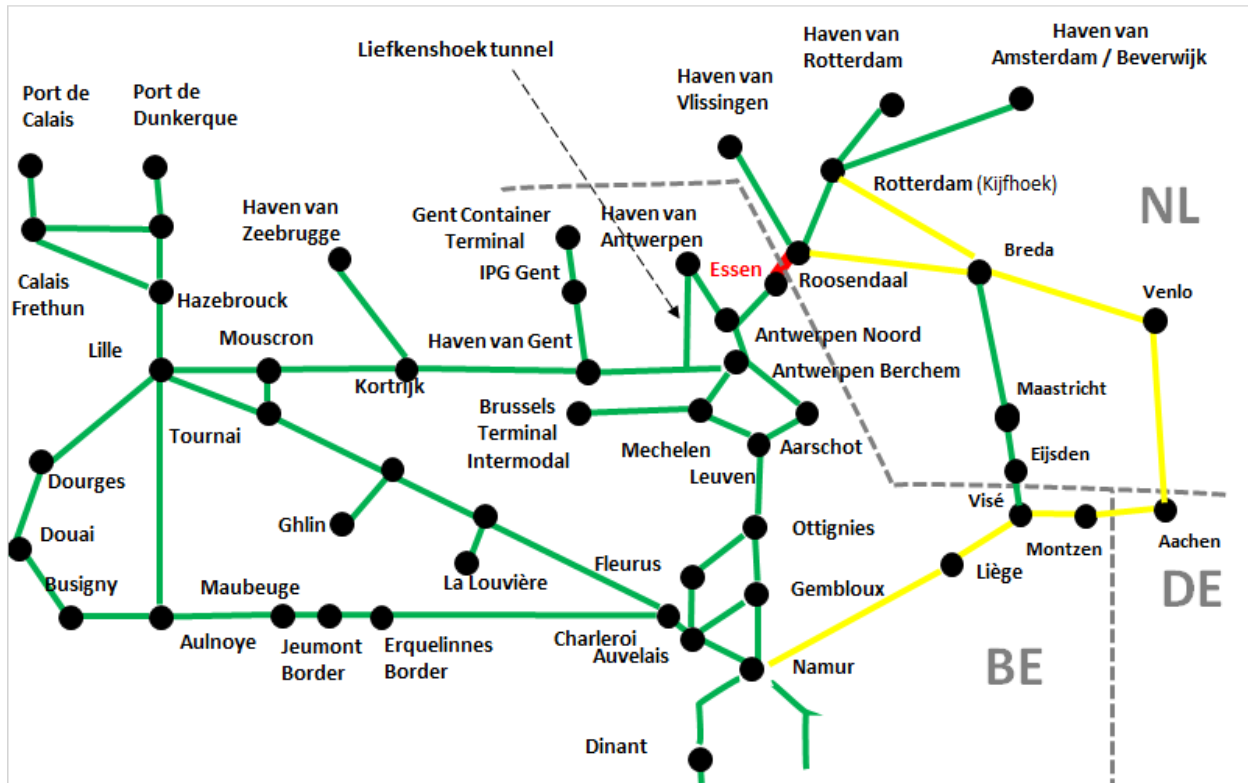 Liefkenshoek tunnel
Haven van
Rotterdam
Haven van
Amsterdam / Beverwijk
Port de
Calais
Port de
Dunkerque
Haven van
Vlissingen
Rotterdam (Kijfhoek)
NL
Haven van
Zeebrugge
Gent Container
Terminal
Haven van
Antwerpen
IPG Gent
Essen
Roosendaal
Breda
Calais
Frethun
Hazebrouck
Venlo
Lille
Mouscron
Haven van Gent
Antwerpen Noord
Kortrijk
Antwerpen Berchem
Maastricht
Brussels
Terminal
Intermodal
Tournai
Mechelen
Aarschot
Leuven
Eijsden
Dourges
Visé
Ghlin
Ottignies
Montzen
Aachen
Douai
Fleurus
Liège
Busigny
La Louvière
Gembloux
DE
Maubeuge
Aulnoye
Jeumont
Border
Erquelinnes
Border
Charleroi
Auvelais
Namur
BE
Dinant